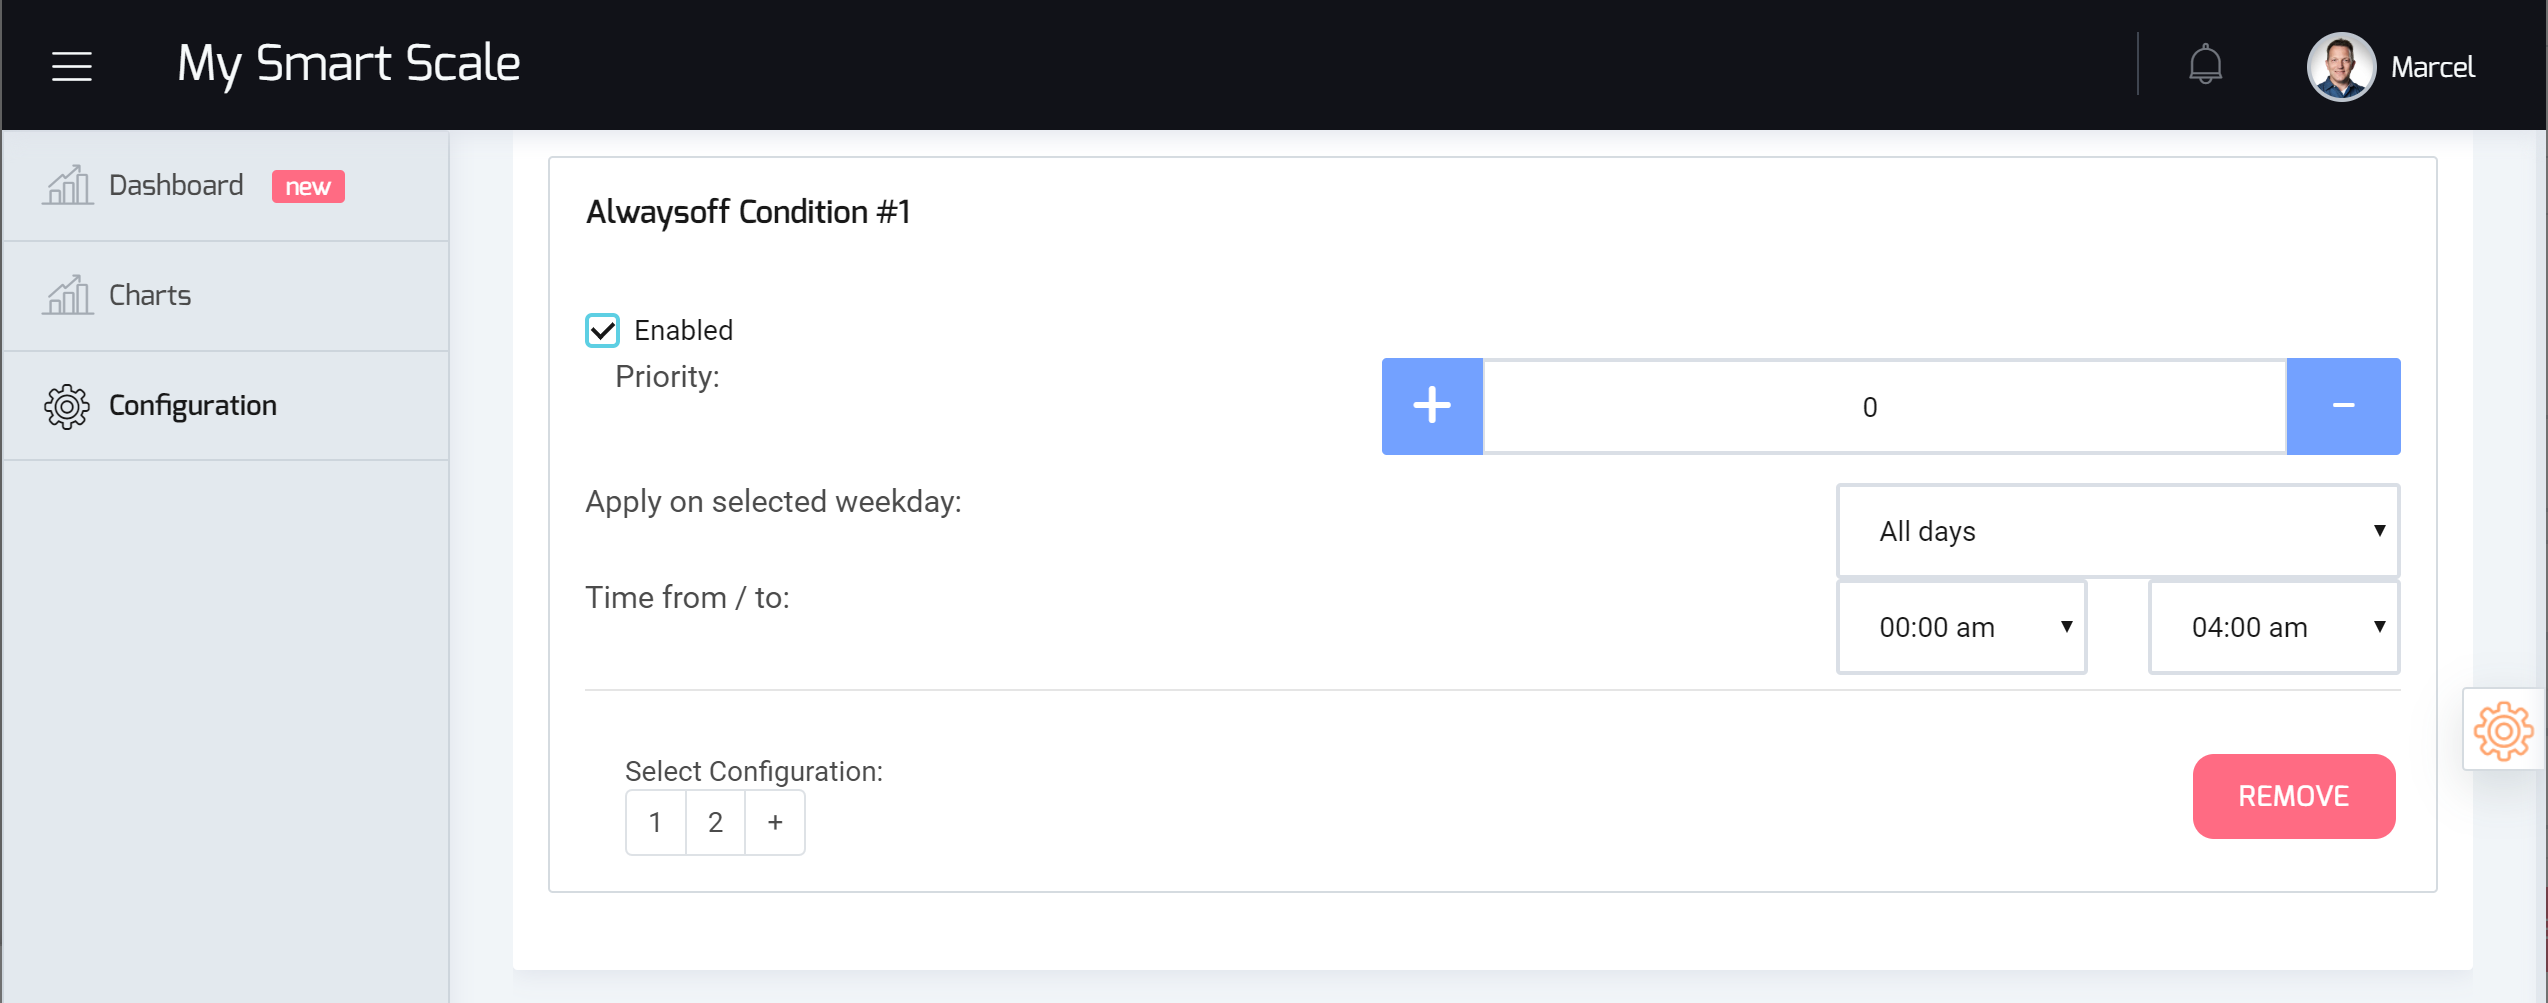 My Smart Scale
Marcel
Dashboard new
Charts
Configuration
Alwaysoff Condition #1
Enabled
Priority:
+ 0 −
Apply on selected weekday:
All days
Time from / to:
00:00 am 04:00 am
Select Configuration:
1 2 +
REMOVE